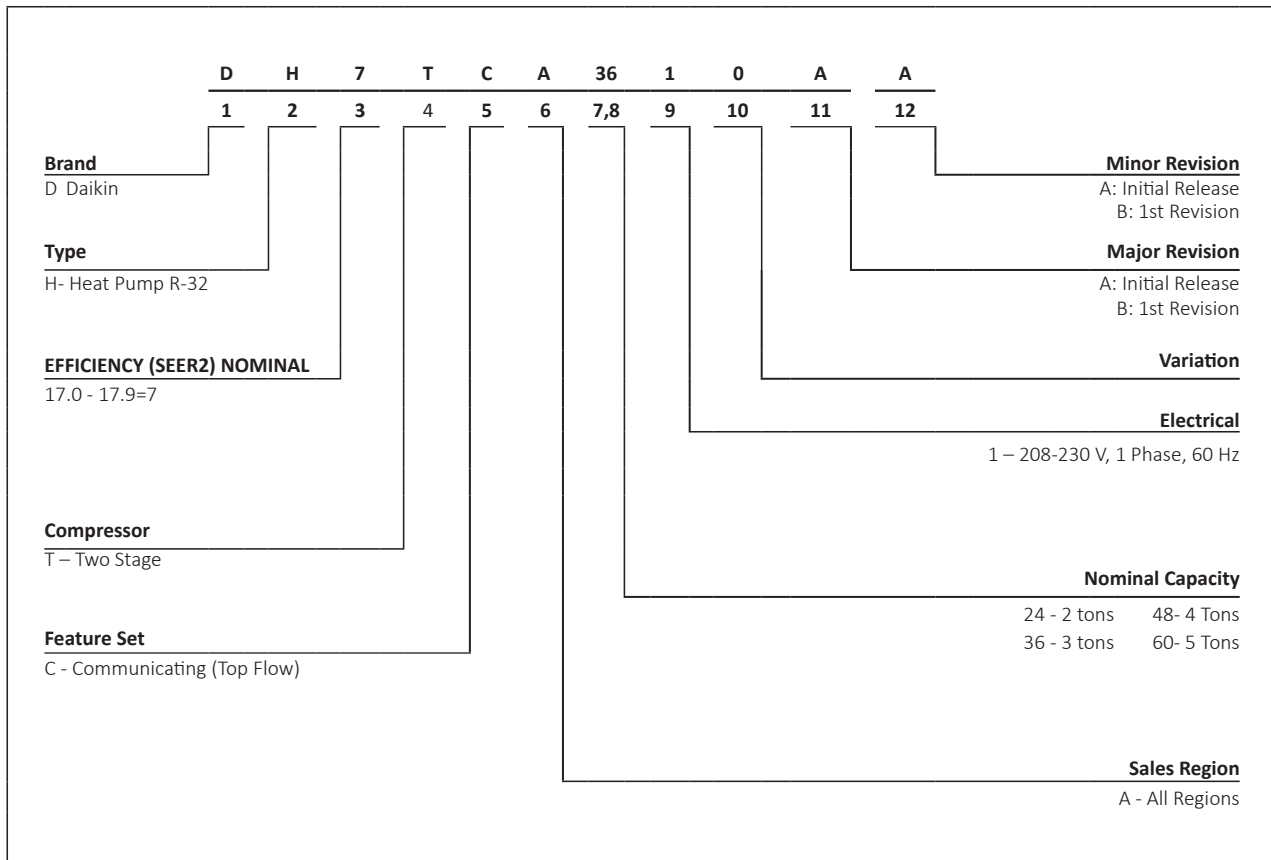 D H 7 T C A 36 1 0 A A
1 2 3 4 5 6 7,8 9 10 11 12
Brand
D Daikin
Type
H- Heat Pump R-32
EFFICIENCY (SEER2) NOMINAL
17.0 - 17.9=7
Compressor
T – Two Stage
Feature Set
C - Communicating (Top Flow)
Minor Revision
A: Initial Release
B: 1st Revision
Major Revision
A: Initial Release
B: 1st Revision
Variation
Electrical
1 – 208-230 V, 1 Phase, 60 Hz
Nominal Capacity
24 - 2 tons 48- 4 Tons
36 - 3 tons 60- 5 Tons
Sales Region
A - All Regions